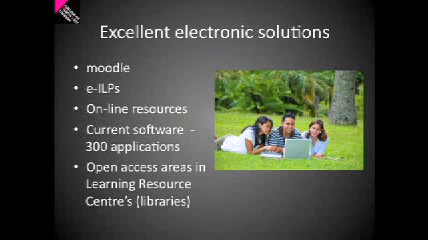 Excellent electronic solutions
• moodle
• e-ILPs
• On-line resources
• Current software -
300 applications
• Open access areas in
Learning Resource
Centre's (libraries)